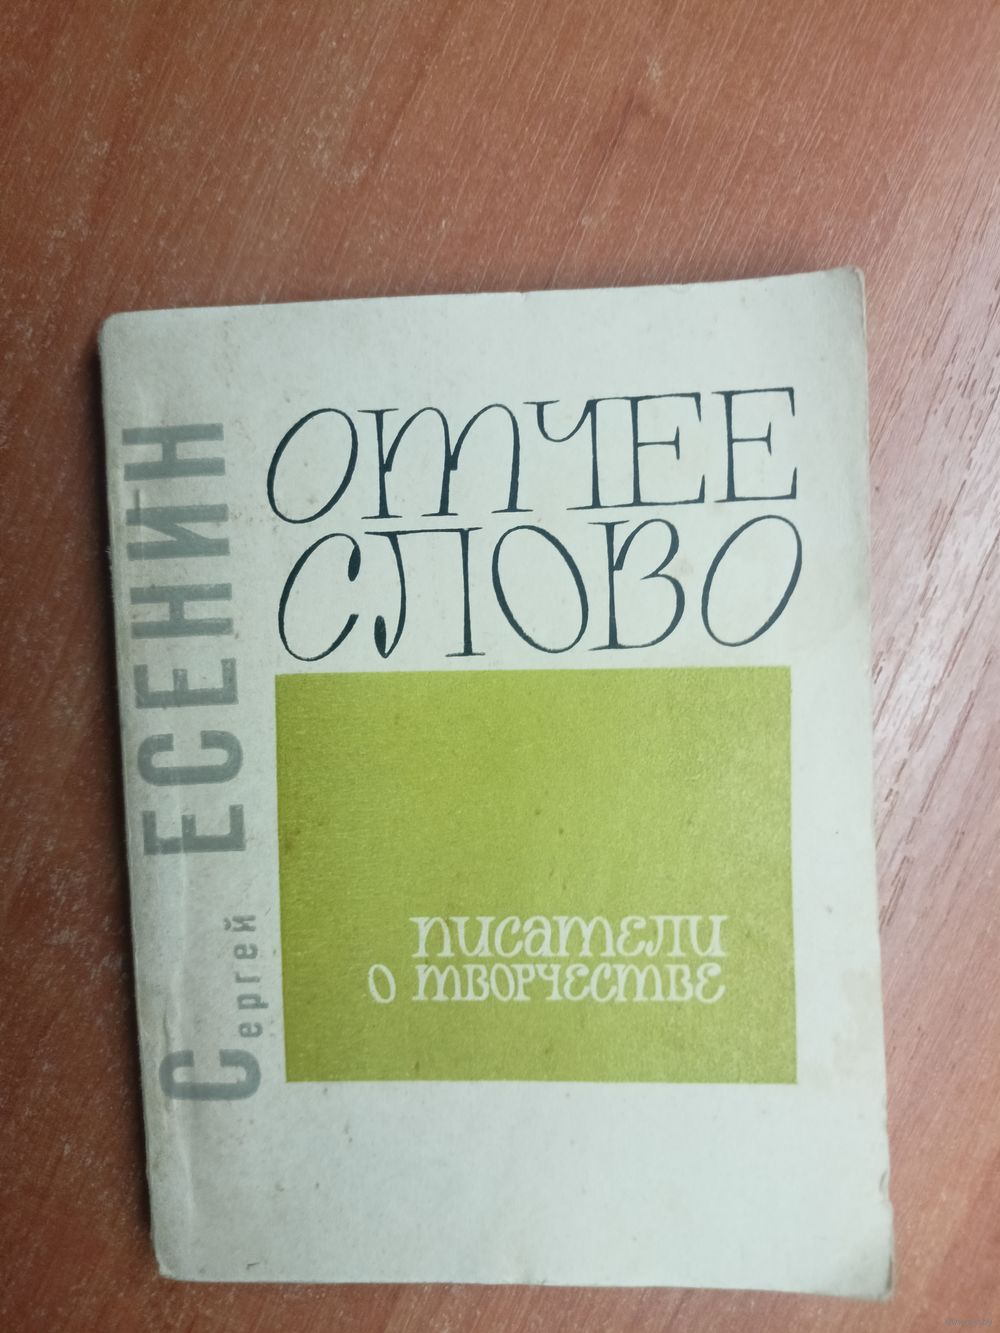 Сергей ЕСЕНИН
ОТЧЕЕ
СЛОВО
ПИСАТЕЛИ
О ТВОРЧЕСТВЕ